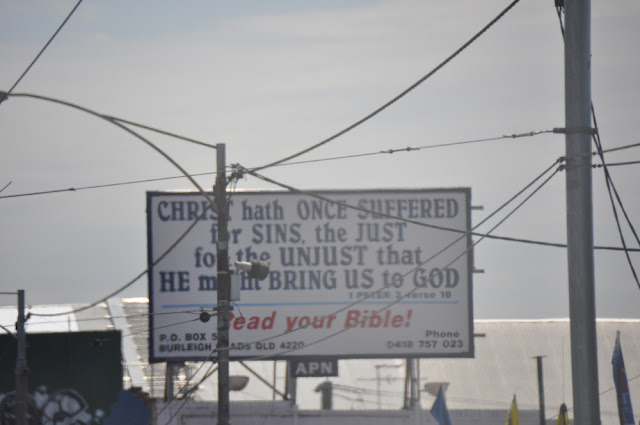 CHRIST hath ONCE SUFFERED
for SINS, the JUST
for the UNJUST that
HE might BRING US to GOD
1 PETER verse 18
Read your Bible!
P.O. BOX
BURLEIGH HEADS QLD 4220
Phone
0418 757 023
APN